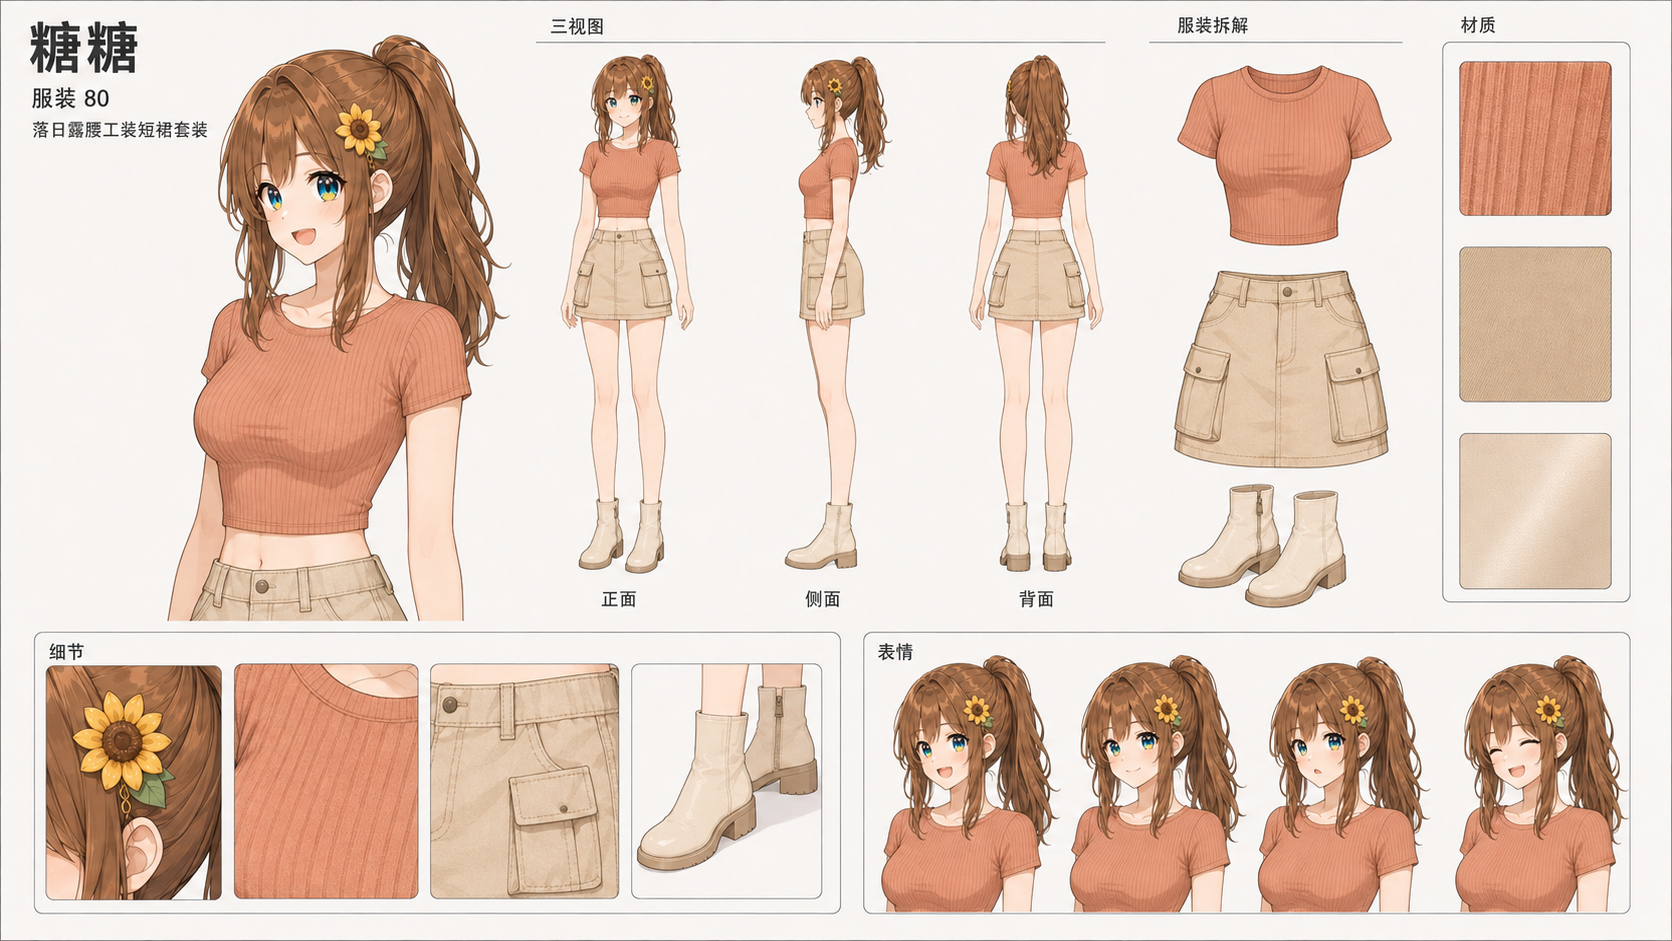 糖糖
服装 80
落日露腰工装短裙套装
三视图
正面
侧面
背面
服装拆解
材质
细节
表情